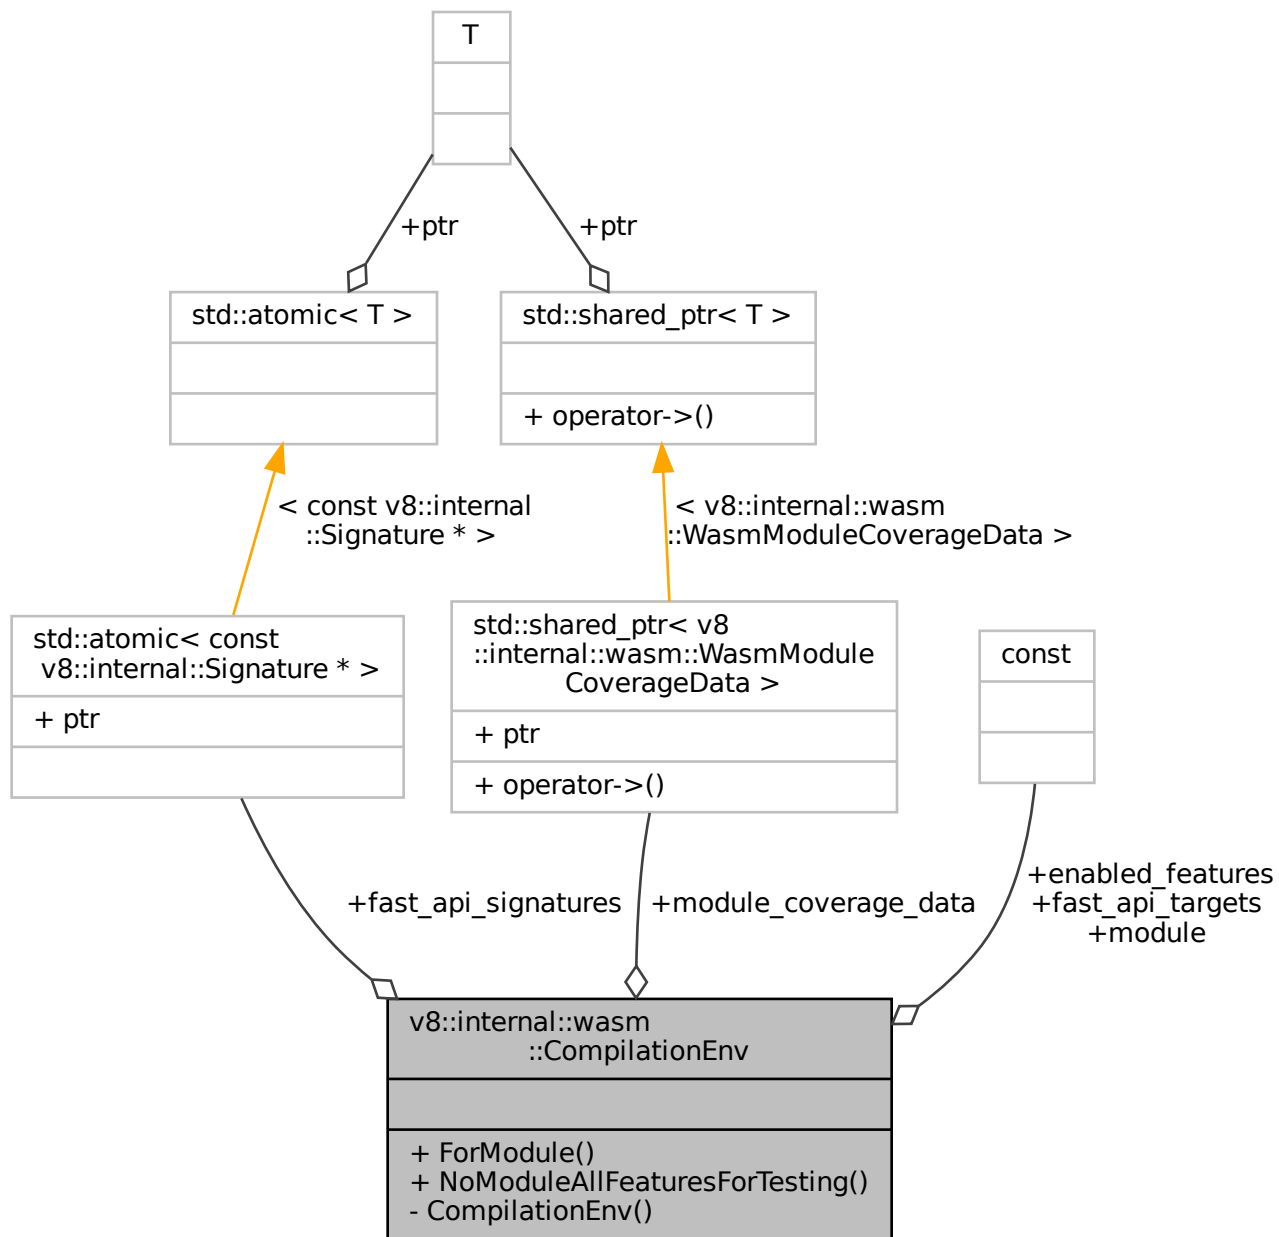 T
+ptr
+ptr
std::atomic< T >
std::shared_ptr< T >
+ operator->()
< const v8::internal
::Signature * >
< v8::internal::wasm
::WasmModuleCoverageData >
std::atomic< const
v8::internal::Signature * >
+ ptr
std::shared_ptr< v8
::internal::wasm::WasmModule
CoverageData >
+ ptr
+ operator->()
const
+fast_api_signatures
+module_coverage_data
+enabled_features
+fast_api_targets
+module
v8::internal::wasm
::CompilationEnv
+ ForModule()
+ NoModuleAllFeaturesForTesting()
- CompilationEnv()